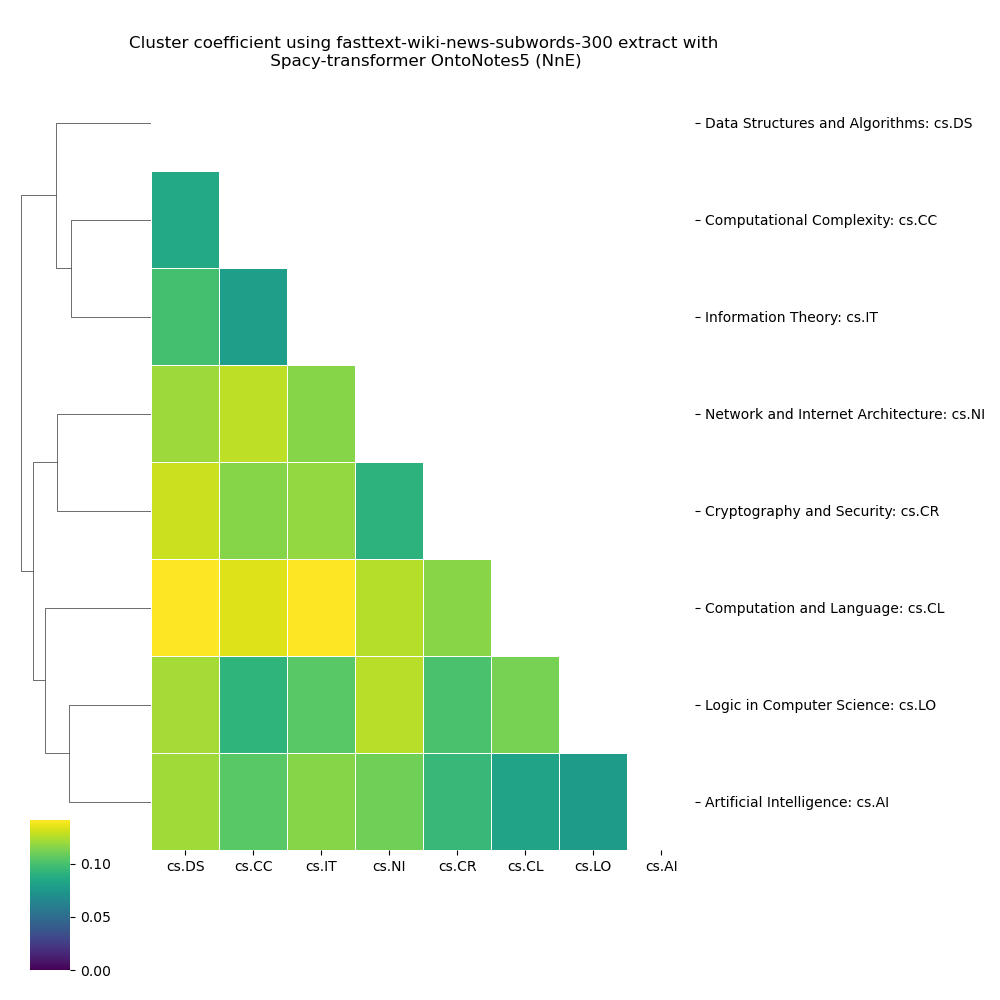 Cluster coefficient using fasttext-wiki-news-subwords-300 extract with
Spacy-transformer OntoNotes5 (NnE)
Data Structures and Algorithms: cs.DS
Computational Complexity: cs.CC
Information Theory: cs.IT
Network and Internet Architecture: cs.NI
Cryptography and Security: cs.CR
Computation and Language: cs.CL
Logic in Computer Science: cs.LO
Artificial Intelligence: cs.AI
cs.DS cs.CC cs.IT cs.NI cs.CR cs.CL cs.LO cs.AI
0.10
0.05
0.00